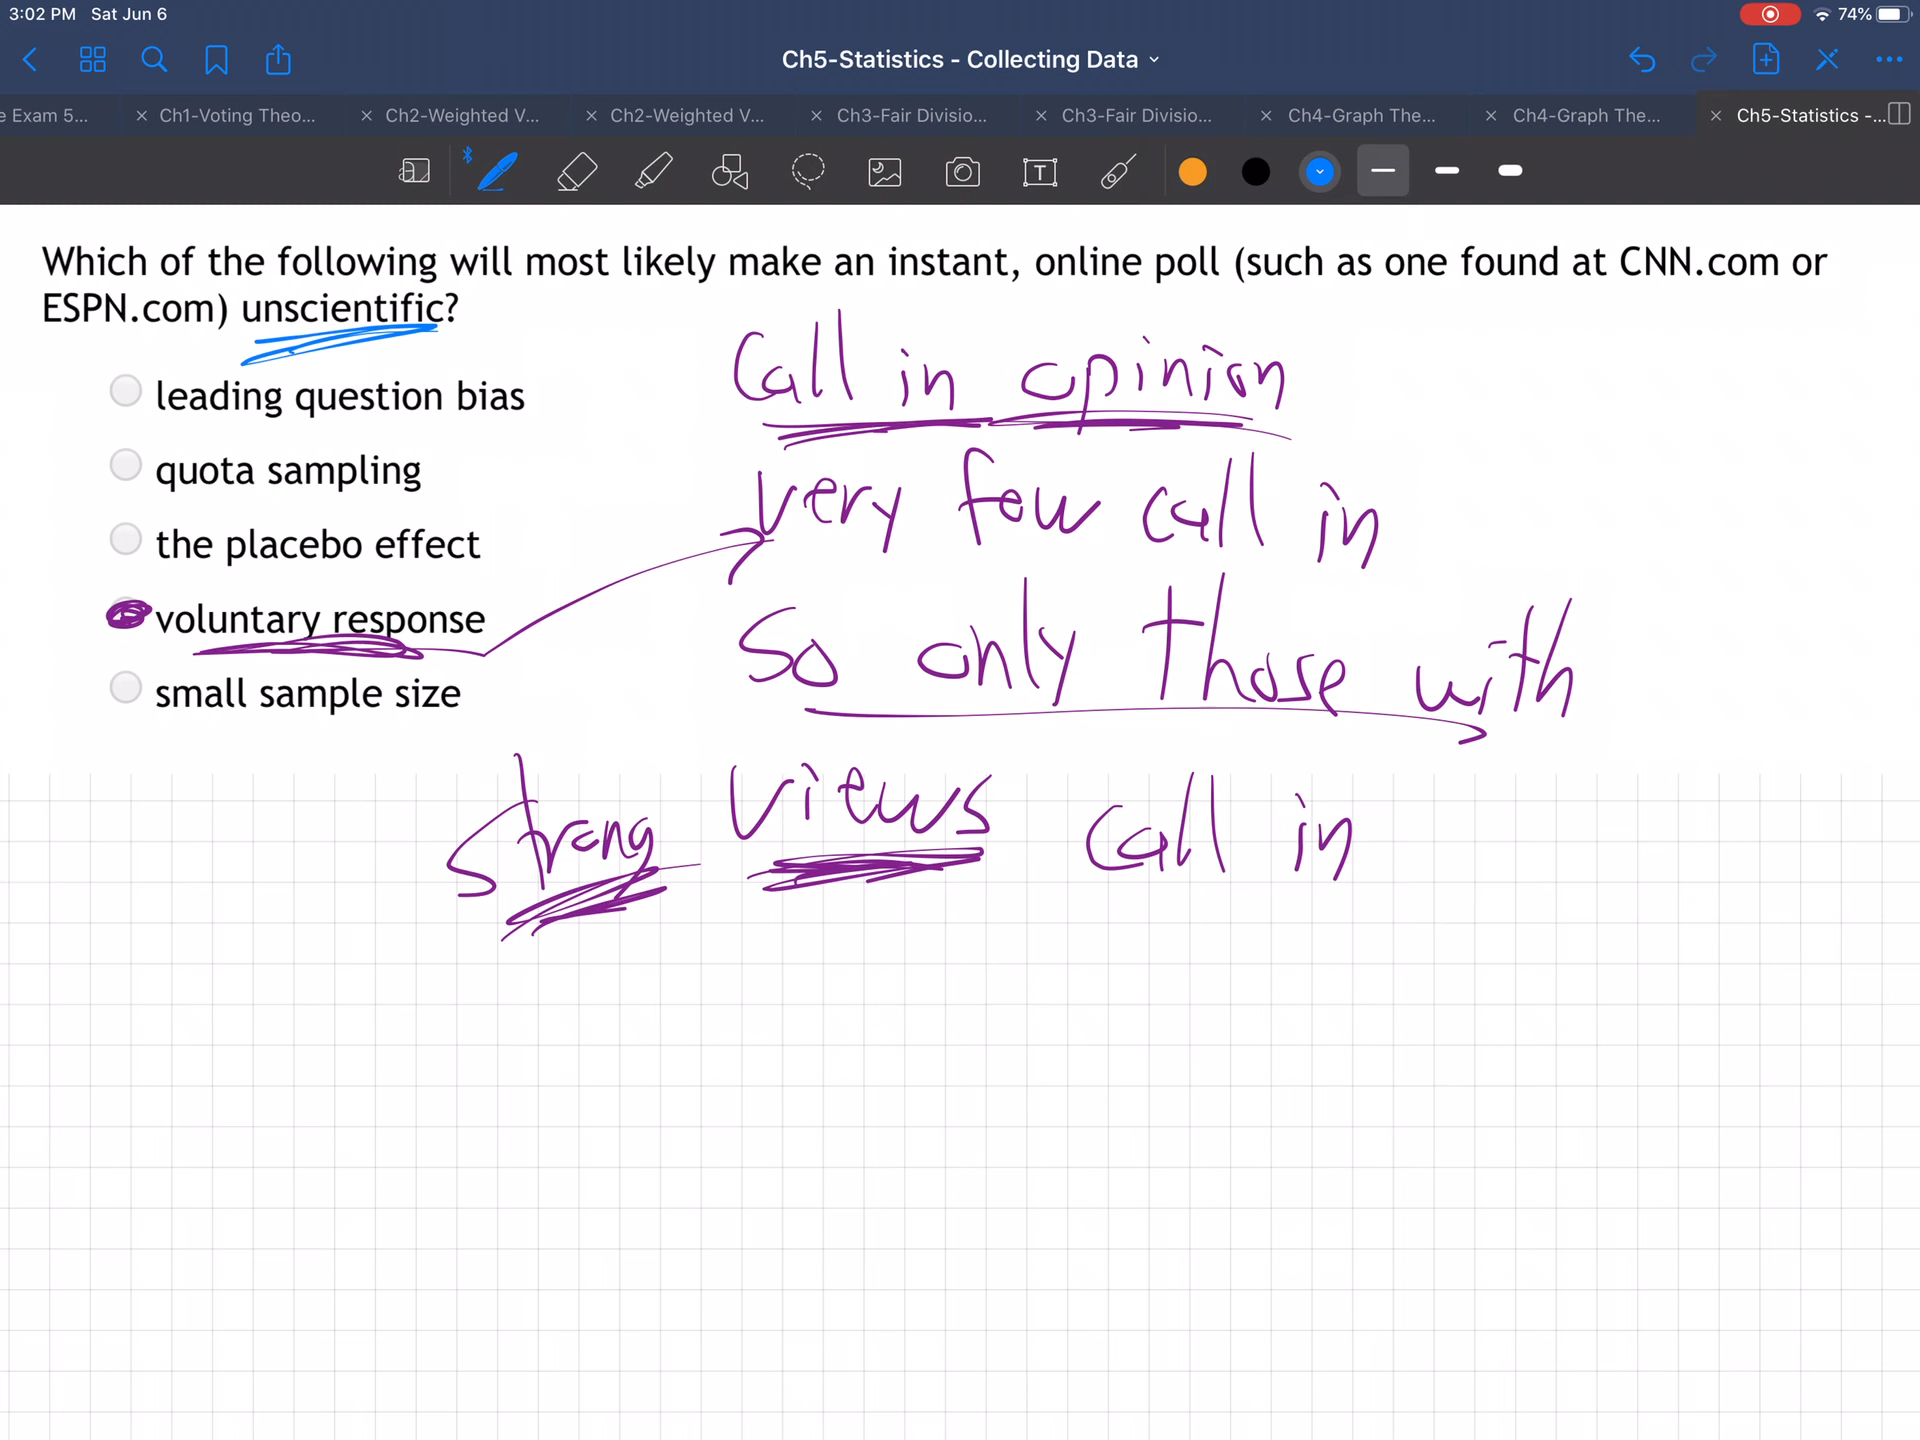 3:02 PM Sat Jun 6
74%
Ch5-Statistics - Collecting Data
e Exam 5...
Ch1-Voting Theo...
Ch2-Weighted V...
Ch2-Weighted V...
Ch3-Fair Divisio...
Ch3-Fair Divisio...
Ch4-Graph The...
Ch4-Graph The...
Ch5-Statistics -...
T
Which of the following will most likely make an instant, online poll (such as one found at CNN.com or
ESPN.com) unscientific?
Call in opinion
leading question bias
quota sampling
very few call in
the placebo effect
voluntary response
So only those with
small sample size
strong views call in